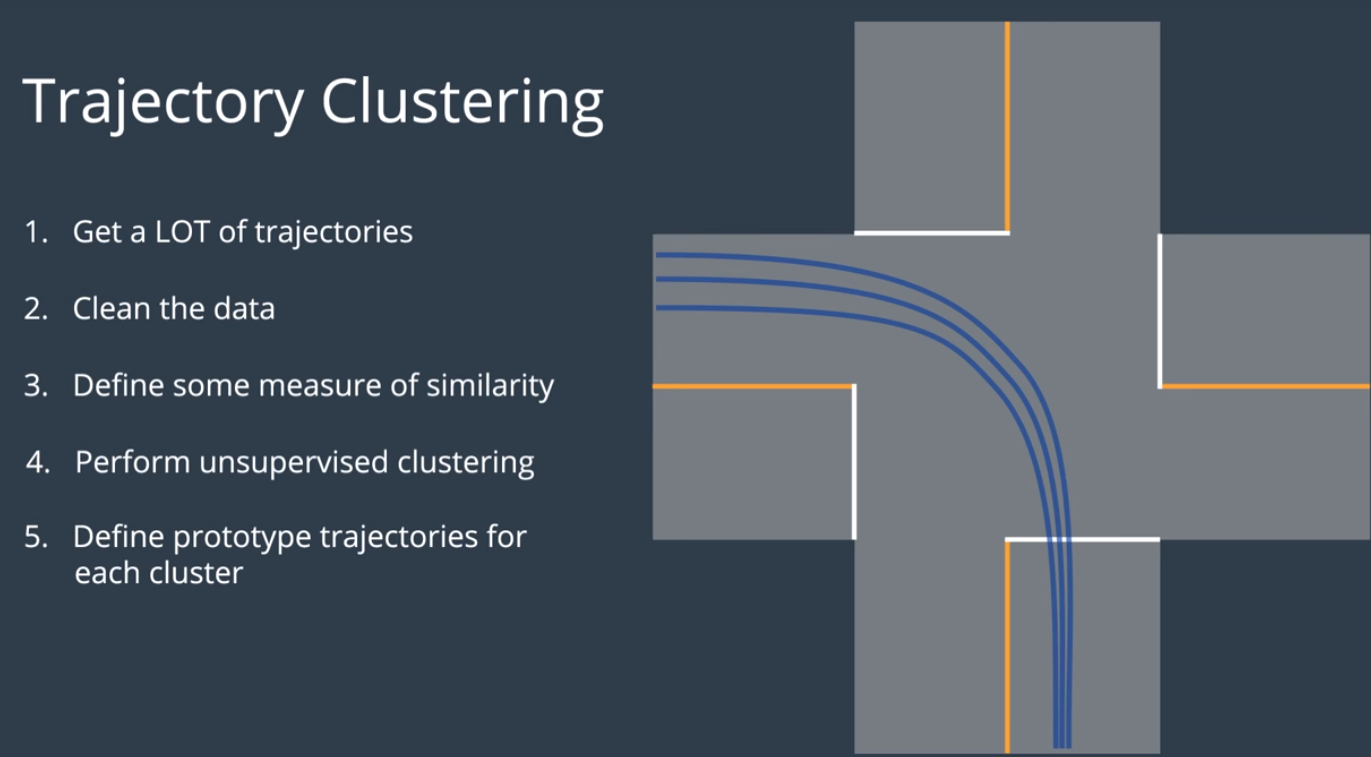 Trajectory Clustering
1. Get a LOT of trajectories
2. Clean the data
3. Define some measure of similarity
4. Perform unsupervised clustering
5. Define prototype trajectories for
each cluster